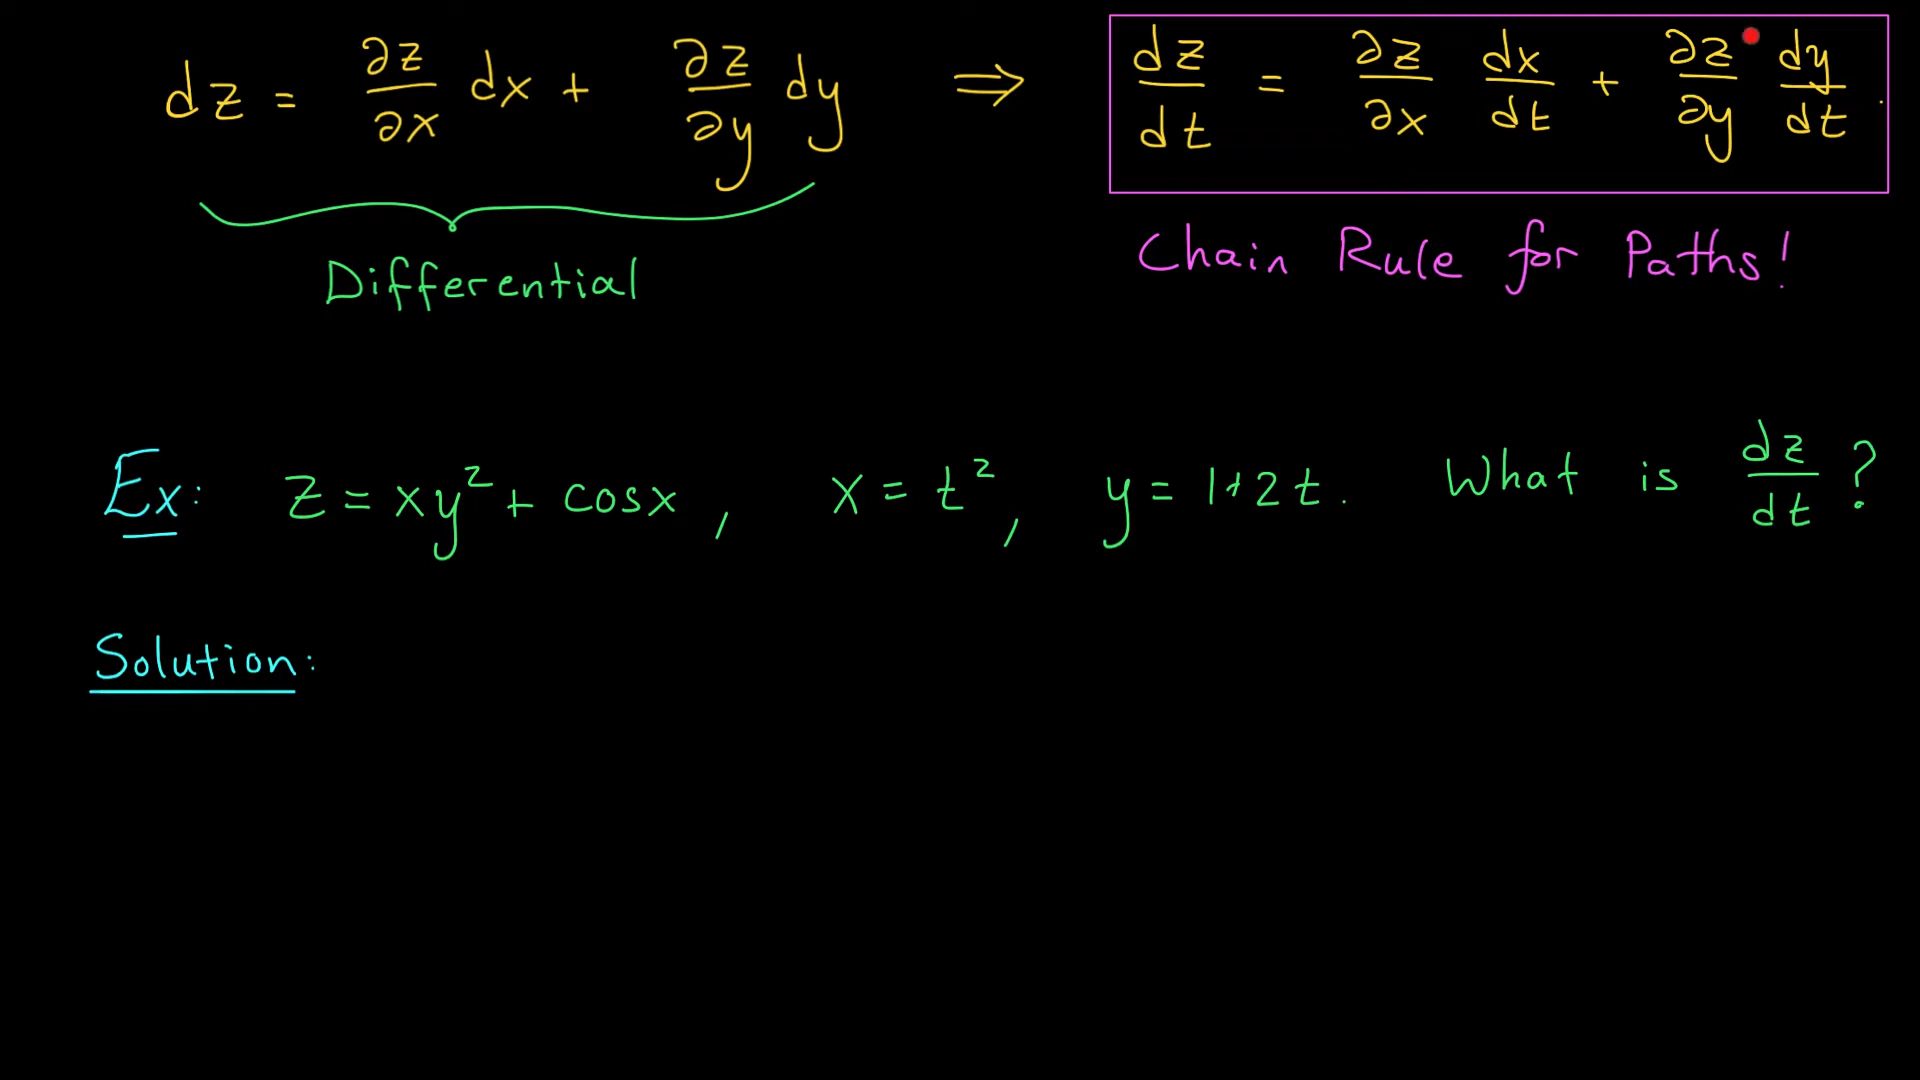 dz = ∂z/∂x dx + ∂z/∂y dy ⇒ dz/dt = ∂z/∂x dx/dt + ∂z/∂y dy/dt.
Differential
Chain Rule for Paths!
Ex: z = xy² + cosx, x = t², y = 1+2t. What is dz/dt?
Solution: